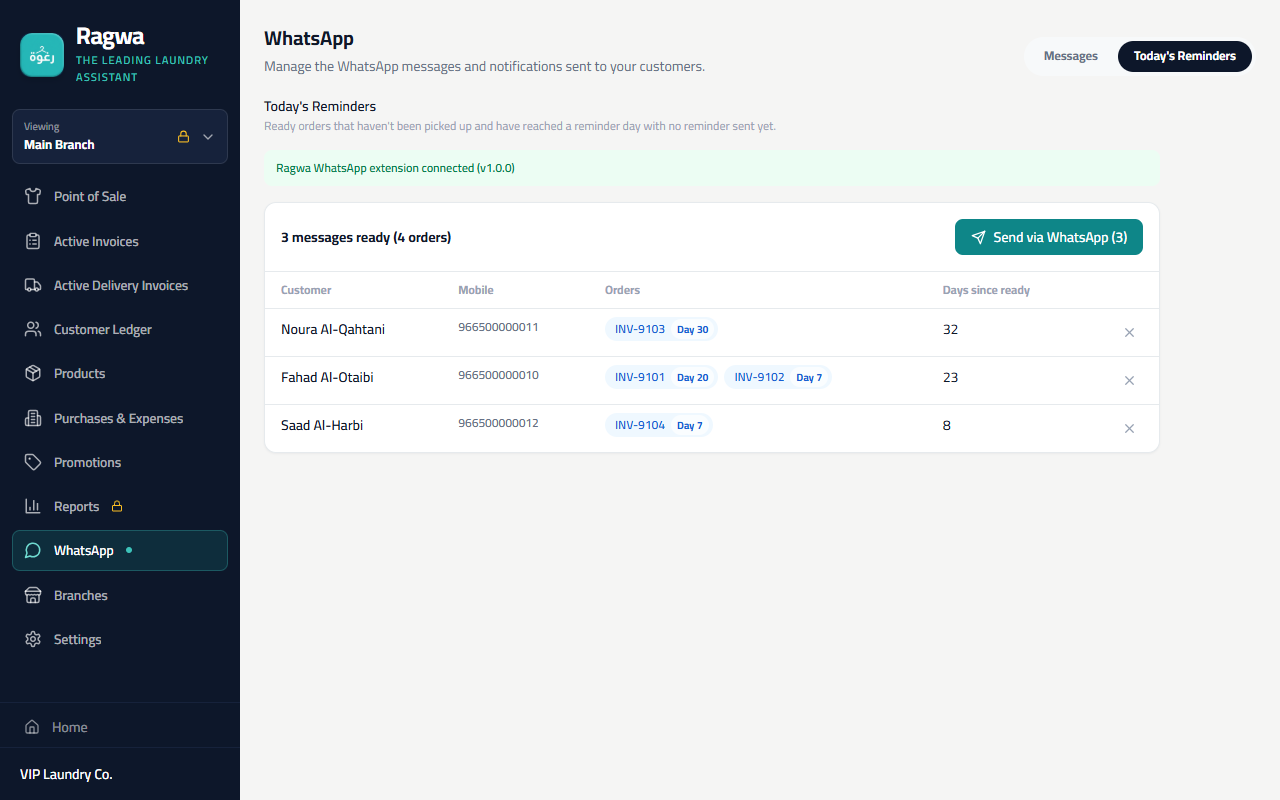 رغوة
Ragwa
THE LEADING LAUNDRY
ASSISTANT
Viewing
Main Branch
Point of Sale
Active Invoices
Active Delivery Invoices
Customer Ledger
Products
Purchases & Expenses
Promotions
Reports
WhatsApp
Branches
Settings
Home
VIP Laundry Co.
WhatsApp
Manage the WhatsApp messages and notifications sent to your customers.
Messages
Today's Reminders
Today's Reminders
Ready orders that haven't been picked up and have reached a reminder day with no reminder sent yet.
Ragwa WhatsApp extension connected (v1.0.0)
3 messages ready (4 orders)
Send via WhatsApp (3)
Customer Mobile Orders Days since ready
Noura Al-Qahtani 966500000011 INV-9103 Day 30 32
Fahad Al-Otaibi 966500000010 INV-9101 Day 20 INV-9102 Day 7 23
Saad Al-Harbi 966500000012 INV-9104 Day 7 8